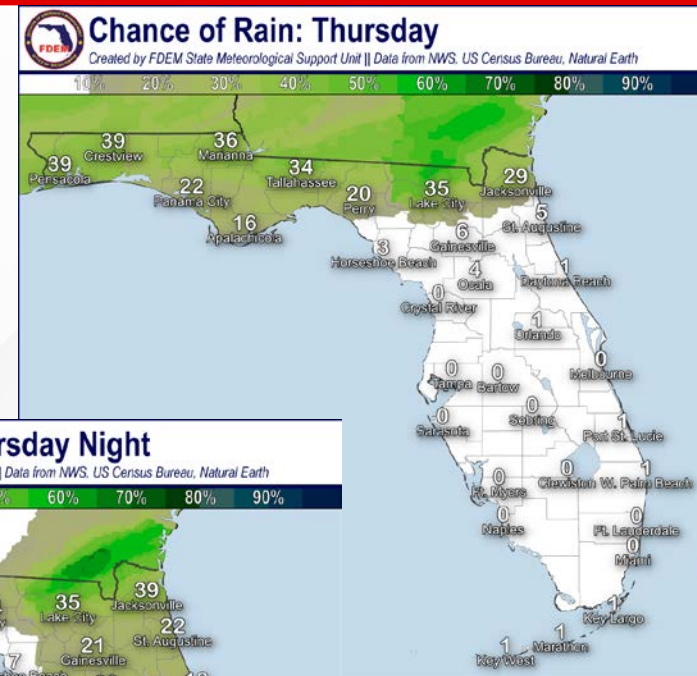 FDEM
Chance of Rain: Thursday
Created by FDEM State Meteorological Support Unit || Data from NWS. US Census Bureau, Natural Earth
10% 20% 30% 40% 50% 60% 70% 80% 90%
39
Crestview
36
Marianna
39
Pensacola
34
Tallahassee
29
Jacksonville
22
Panama City
20
Perry
35
Lake City
16
Apalachicola
5
St. Augustine
6
Gainesville
3
Horseshoe Beach
4
Ocala
1
Daytona Beach
0
Crystal River
1
Orlando
0
Tampa
0
Bartow
0
Melbourne
0
Sarasota
0
Sebring
1
Port St. Lucie
0
Ft. Myers
0
Clewiston
1
W. Palm Beach
0
Naples
0
Ft. Lauderdale
0
Miami
1
Key Largo
1
Marathon
1
Key West
rsday Night
Data from NWS. US Census Bureau, Natural Earth
60% 70% 80% 90%
39
Jacksonville
35
Lake City
22
St. Augustine
21
Gainesville
7